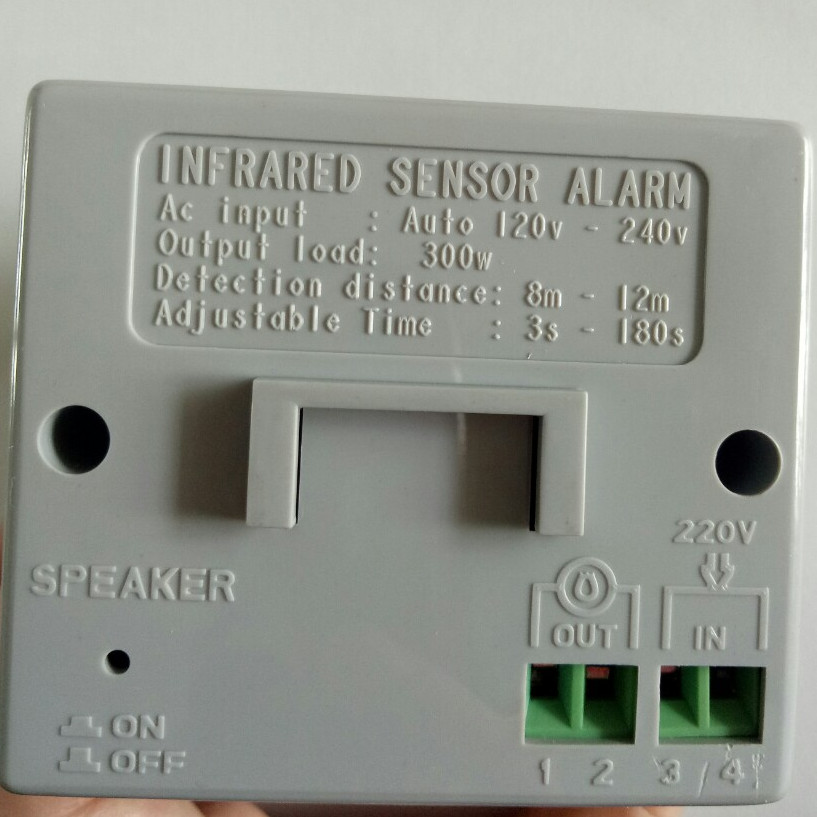 INFRARED SENSOR ALARM
Ac input : Auto 120v - 240v
Output load: 300w
Detection distance: 8m - 12m
Adjustable Time : 3s - 180s
220V
SPEAKER
OUT IN
ON
OFF
1 2 3 / 4